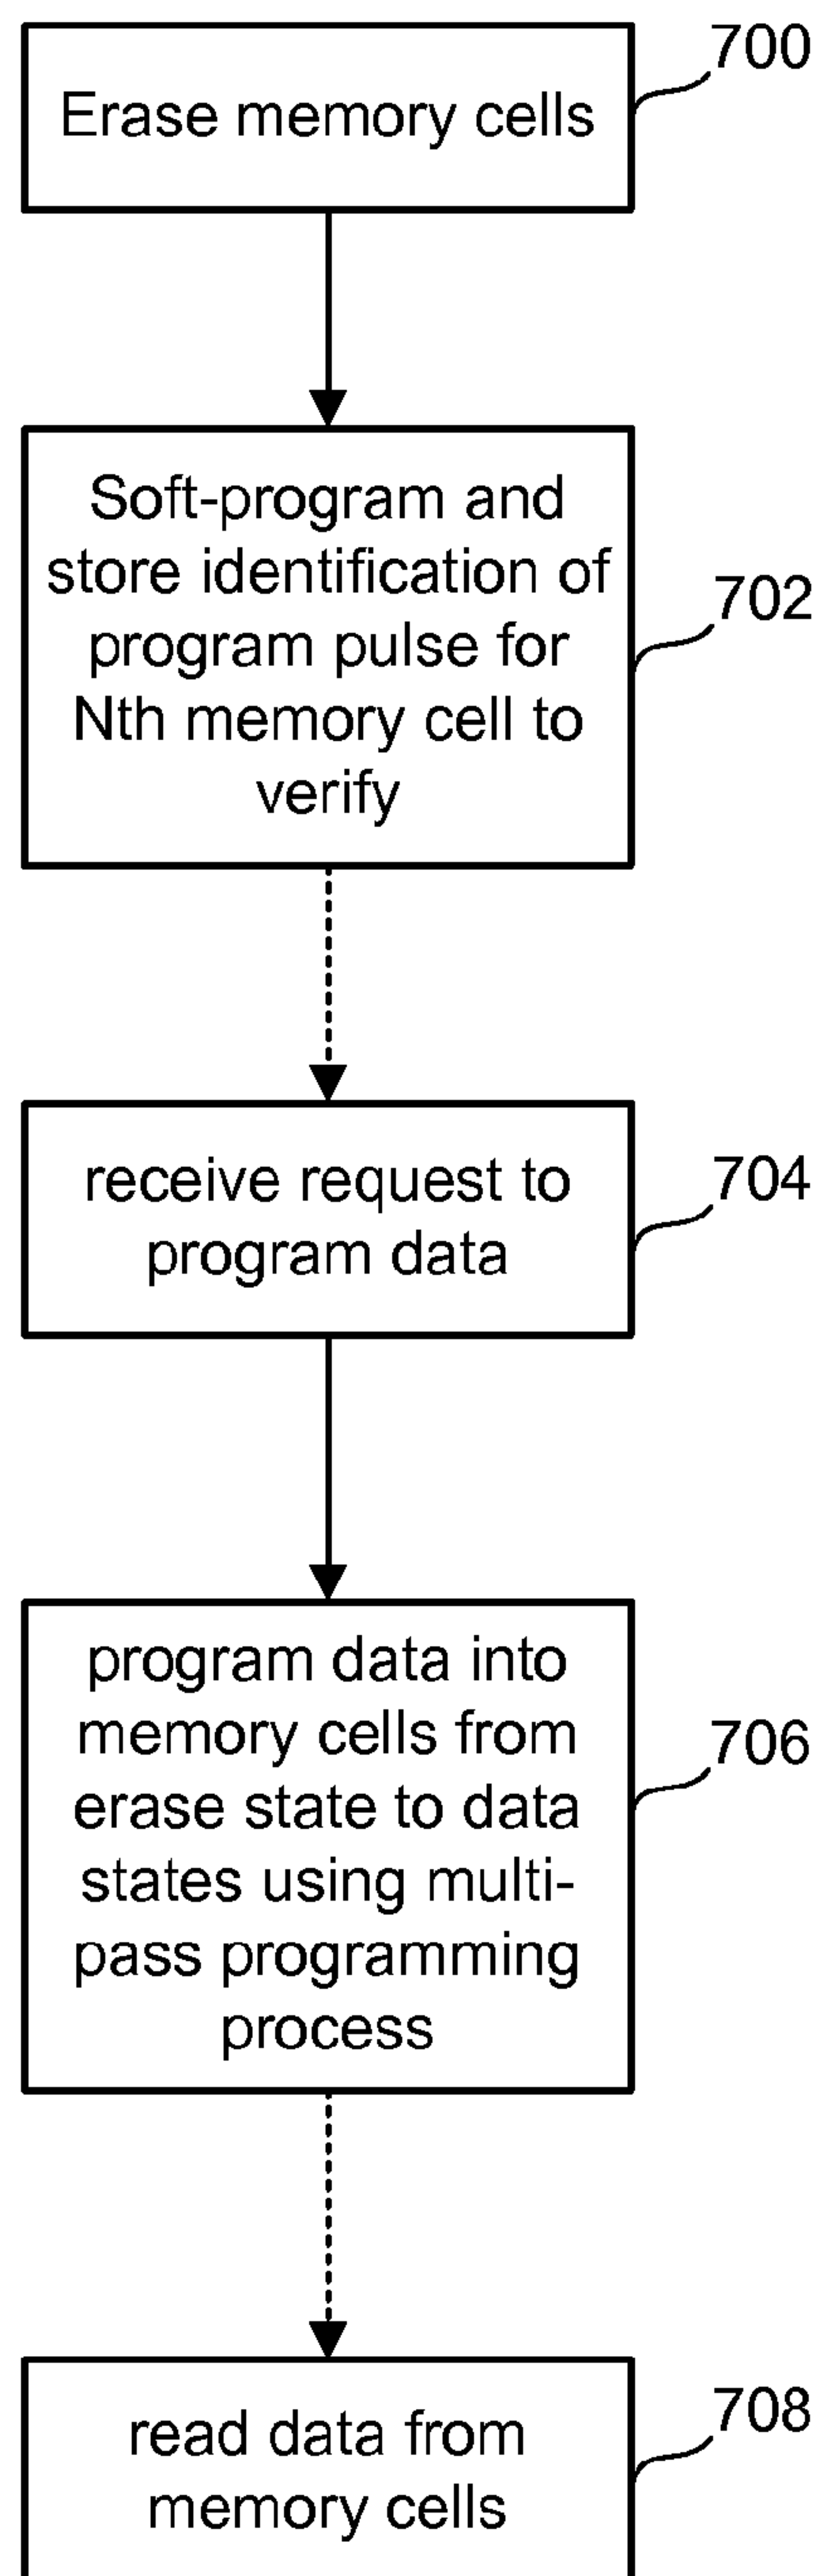 700
Erase memory cells
Soft-program and
store identification of
program pulse for
Nth memory cell to
verify
702
receive request to
program data
704
program data into
memory cells from
erase state to data
states using multi-
pass programming
process
706
read data from
memory cells
708